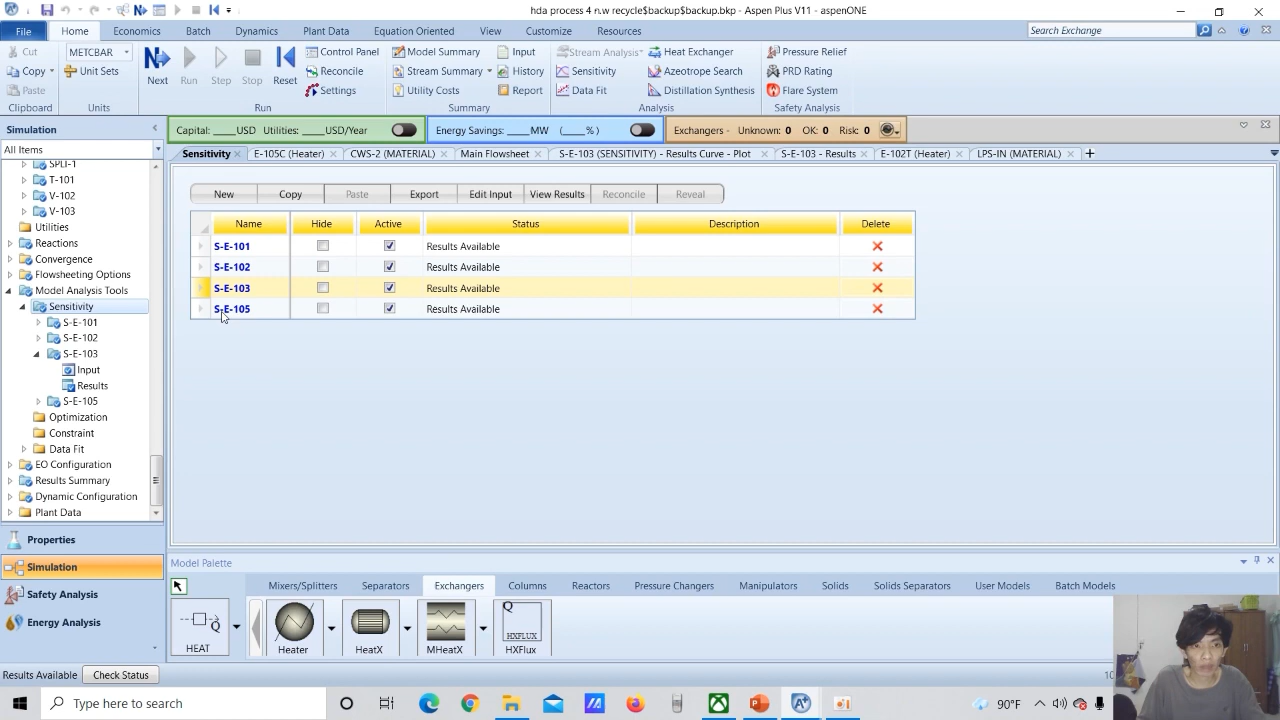 hda process 4 r.w recycle$backup$backup.bkp - Aspen Plus V11 - aspenONE
File Home Economics Batch Dynamics Plant Data Equation Oriented View Customize Resources Search Exchange
Cut METCBAR Control Panel Model Summary Input Stream Analysis Heat Exchanger Pressure Relief
Copy Unit Sets Next Run Step Stop Reset Reconcile Stream Summary History Sensitivity Azeotrope Search PRD Rating
Paste Settings Utility Costs Report Data Fit Distillation Synthesis Flare System
Clipboard Units Run Summary Analysis Safety Analysis
Simulation Capital: _____USD Utilities: _____USD/Year Energy Savings: _____MW (____%) Exchangers - Unknown: 0 OK: 0 Risk: 0
All Items Sensitivity E-105C (Heater) CWS-2 (MATERIAL) Main Flowsheet S-E-103 (SENSITIVITY) - Results Curve - Plot S-E-103 - Results E-102T (Heater) LPS-IN (MATERIAL)
SPLI-1
T-101
V-102
V-103
Utilities
Reactions
Convergence
Flowsheeting Options
Model Analysis Tools
Sensitivity
S-E-101
S-E-102
S-E-103
Input
Results
S-E-105
Optimization
Constraint
Data Fit
EO Configuration
Results Summary
Dynamic Configuration
Plant Data
Properties
Simulation
Safety Analysis
Energy Analysis
New Copy Paste Export Edit Input View Results Reconcile Reveal
Name Hide Active Status Description Delete
S-E-101 Results Available
S-E-102 Results Available
S-E-103 Results Available
S-E-105 Results Available
Model Palette
Mixers/Splitters Separators Exchangers Columns Reactors Pressure Changers Manipulators Solids Solids Separators User Models Batch Models
Q
Q HXFLUX
HEAT Heater HeatX MHeatX HXFlux
Results Available Check Status
Type here to search 90°F